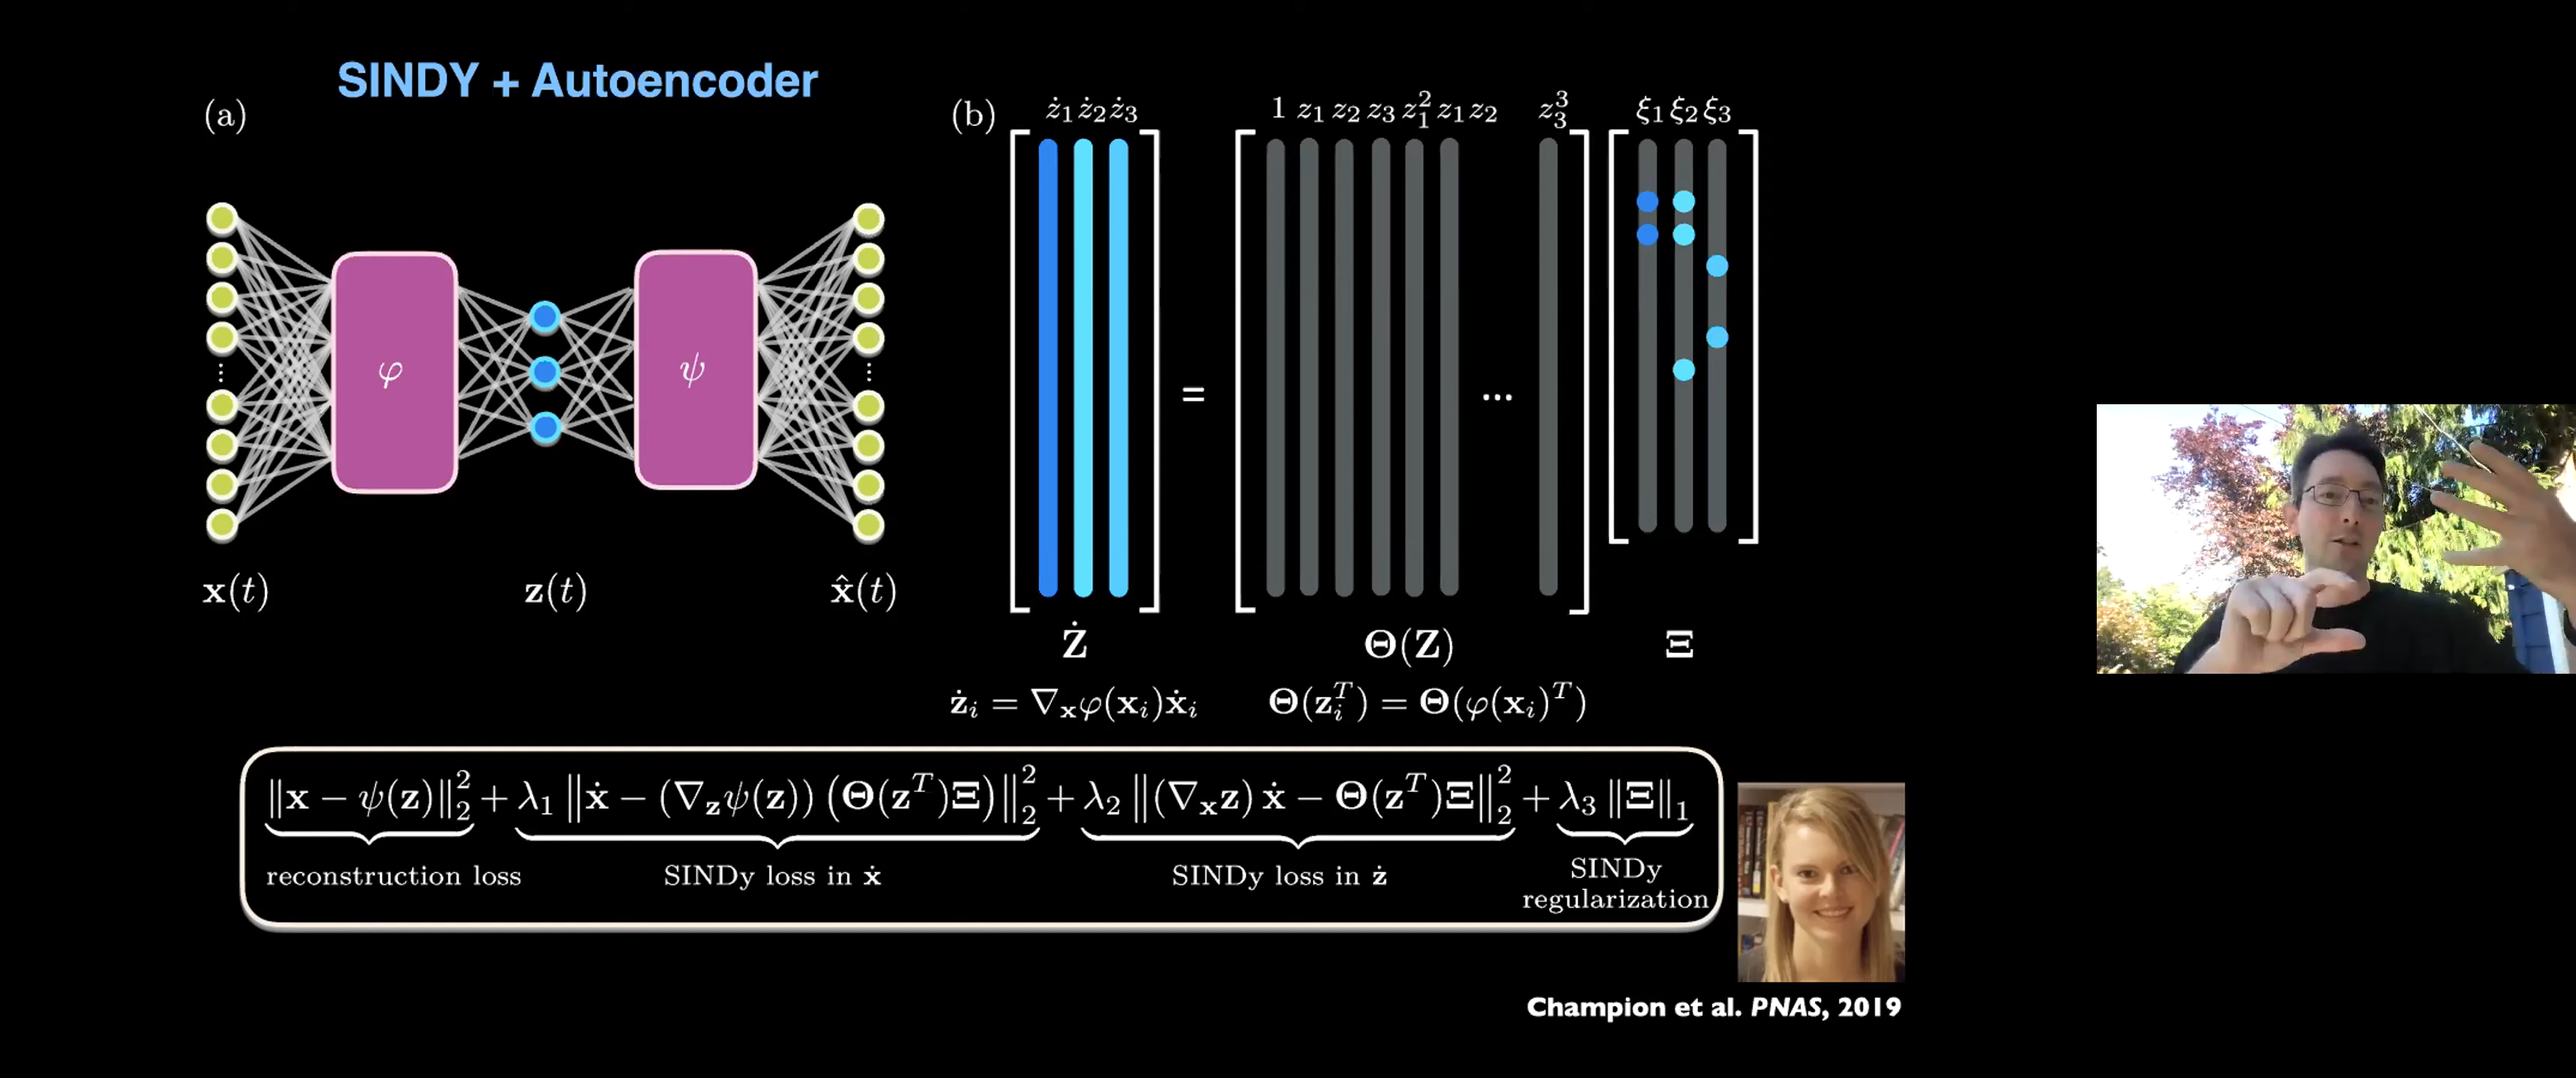 SINDY + Autoencoder
(a)
φ
ψ
⋮
⋮
x(t)
z(t)
x̂(t)
(b)
ż₁ ż₂ ż₃
1 z₁ z₂ z₃ z₁² z₁z₂ z₃³
ξ₁ ξ₂ ξ₃
=
...
Ż
Θ(Z)
Ξ
żᵢ = ∇ₓφ(xᵢ)ẋᵢ
Θ(zᵢᵀ) = Θ(φ(xᵢ)ᵀ)
‖x − ψ(z)‖₂² + λ₁ ‖ẋ − (∇_z ψ(z)) (Θ(zᵀ)Ξ)‖₂² + λ₂ ‖(∇ₓz) ẋ − Θ(zᵀ)Ξ‖₂² + λ₃ ‖Ξ‖₁
reconstruction loss
SINDy loss in ẋ
SINDy loss in ż
SINDy
regularization
Champion et al. PNAS, 2019